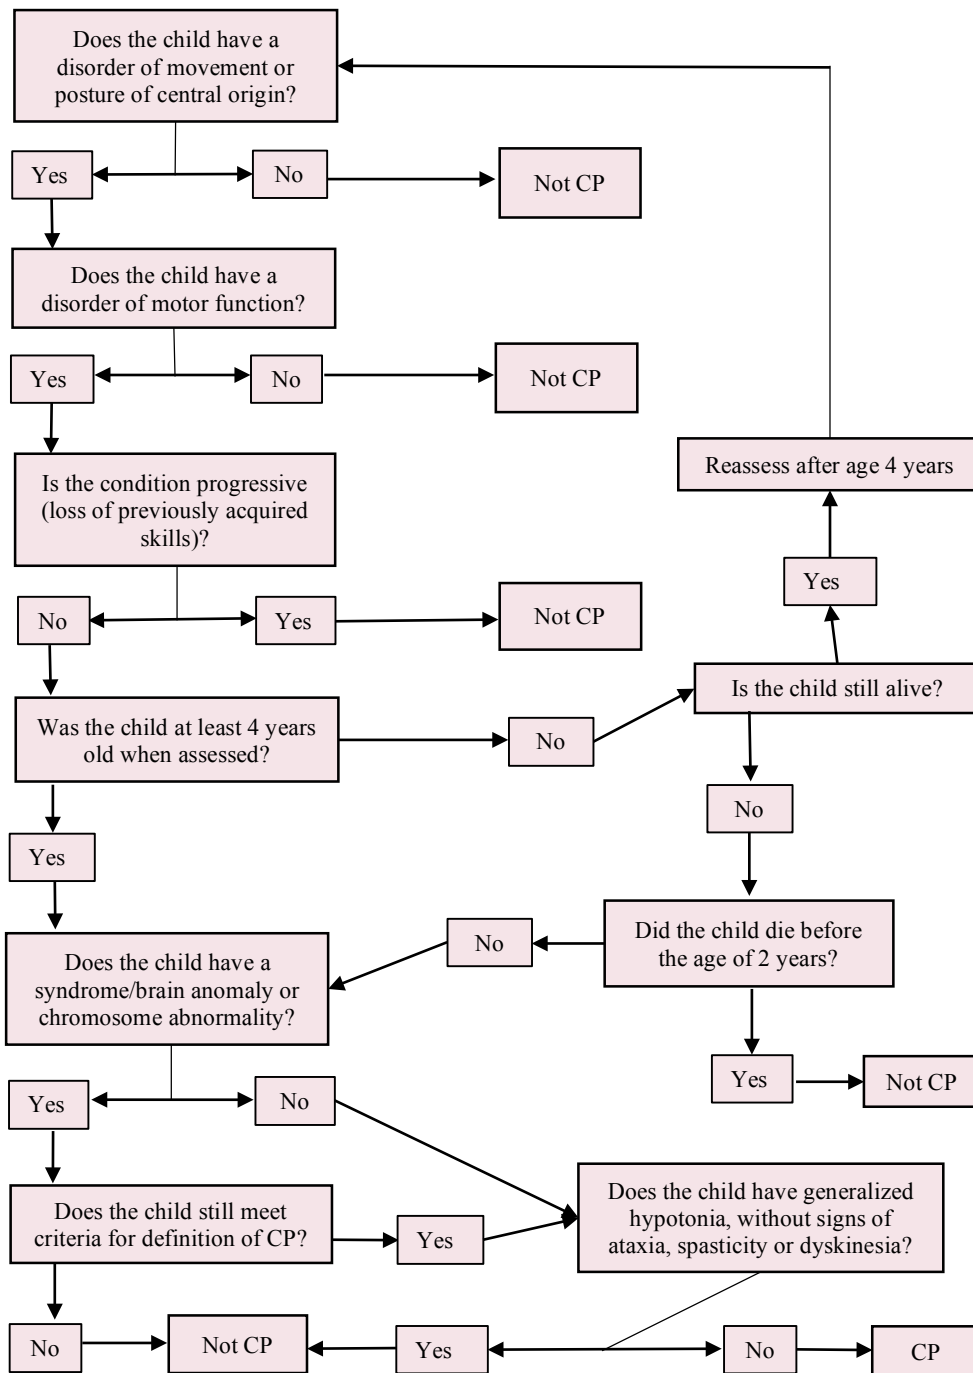 Does the child have a
disorder of movement or
posture of central origin?
Yes
No
Not CP
Does the child have a
disorder of motor function?
Yes
No
Not CP
Is the condition progressive
(loss of previously acquired
skills)?
Reassess after age 4 years
Yes
No
Yes
Not CP
Is the child still alive?
Was the child at least 4 years
old when assessed?
No
No
Yes
Did the child die before
the age of 2 years?
No
Does the child have a
syndrome/brain anomaly or
chromosome abnormality?
Yes
Not CP
Yes
No
Does the child have generalized
hypotonia, without signs of
ataxia, spasticity or dyskinesia?
Does the child still meet
criteria for definition of CP?
Yes
No
Not CP
Yes
No
CP